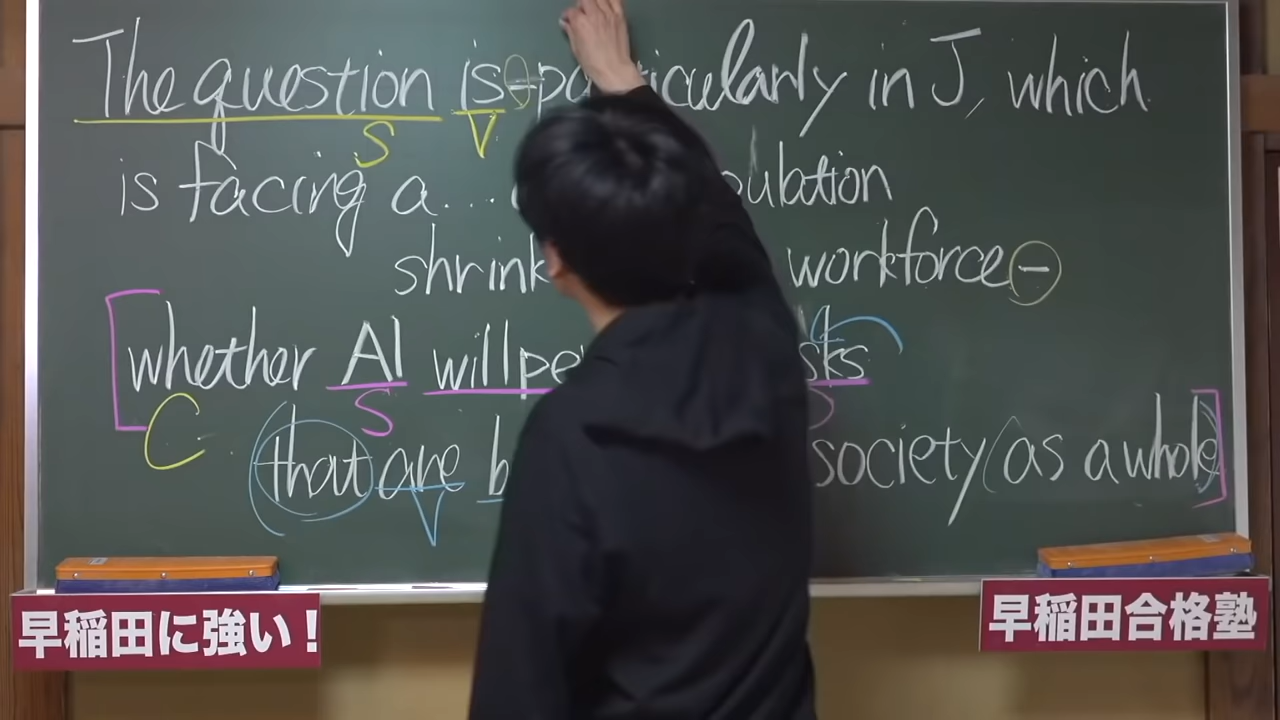 The question is - particularly in J, which
is facing a...
workforce -
whether AI will
that are society (as a whole)
S V
C S
V
早稲田に強い！
早稲田合格塾